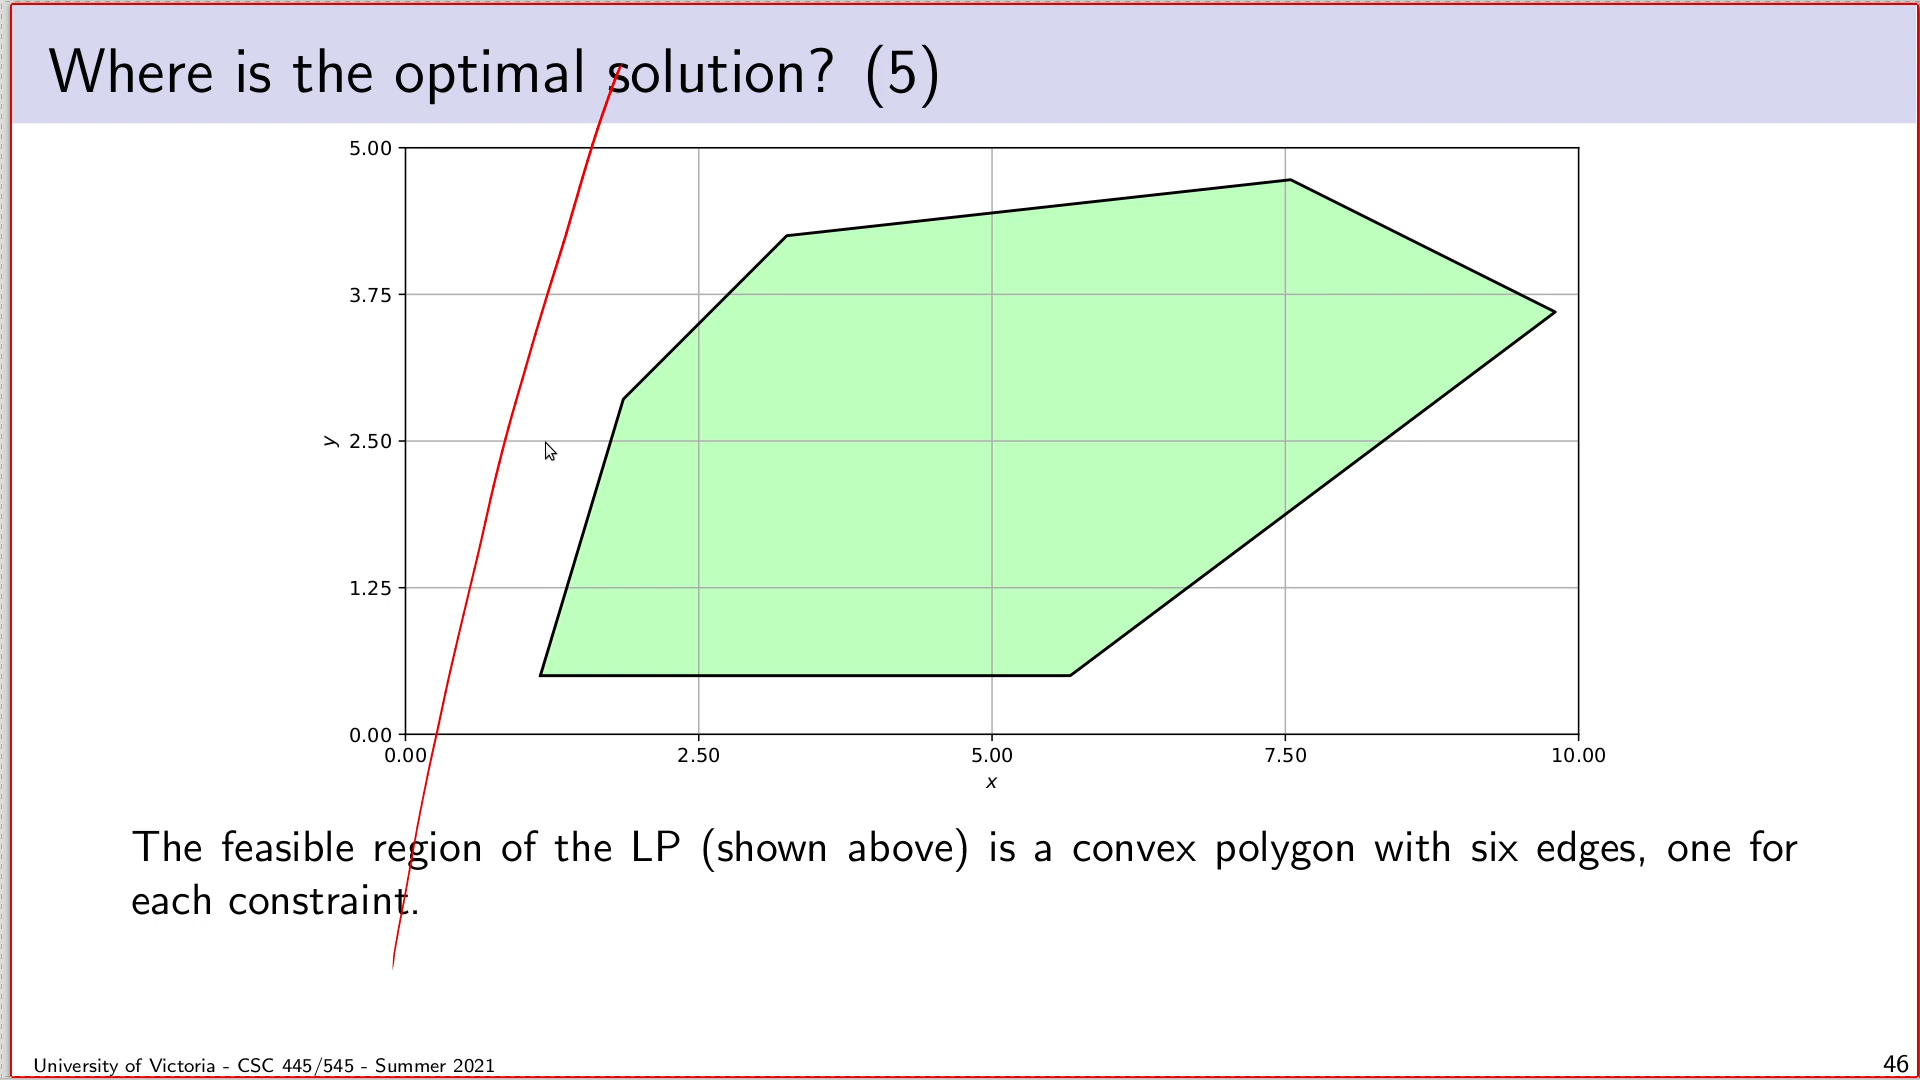 Where is the optimal solution? (5)
5.00
3.75
2.50
1.25
0.00
y
0.00 2.50 5.00 7.50 10.00
x
The feasible region of the LP (shown above) is a convex polygon with six edges, one for
each constraint.
University of Victoria - CSC 445/545 - Summer 2021
46